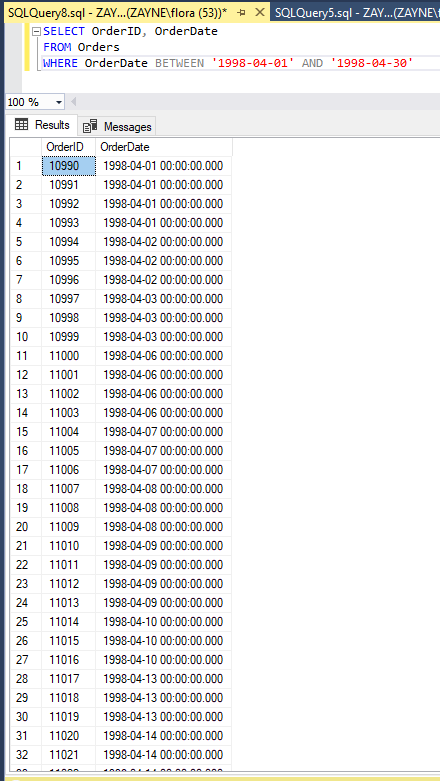 SQLQuery8.sql - ZAY...(ZAYNE\flora (53))* SQLQuery5.sql - ZAY...(ZAYNE\f
SELECT OrderID, OrderDate
FROM Orders
WHERE OrderDate BETWEEN '1998-04-01' AND '1998-04-30'
100 %
Results Messages
OrderID OrderDate
1 10990 1998-04-01 00:00:00.000
2 10991 1998-04-01 00:00:00.000
3 10992 1998-04-01 00:00:00.000
4 10993 1998-04-01 00:00:00.000
5 10994 1998-04-02 00:00:00.000
6 10995 1998-04-02 00:00:00.000
7 10996 1998-04-02 00:00:00.000
8 10997 1998-04-03 00:00:00.000
9 10998 1998-04-03 00:00:00.000
10 10999 1998-04-03 00:00:00.000
11 11000 1998-04-06 00:00:00.000
12 11001 1998-04-06 00:00:00.000
13 11002 1998-04-06 00:00:00.000
14 11003 1998-04-06 00:00:00.000
15 11004 1998-04-07 00:00:00.000
16 11005 1998-04-07 00:00:00.000
17 11006 1998-04-07 00:00:00.000
18 11007 1998-04-08 00:00:00.000
19 11008 1998-04-08 00:00:00.000
20 11009 1998-04-08 00:00:00.000
21 11010 1998-04-09 00:00:00.000
22 11011 1998-04-09 00:00:00.000
23 11012 1998-04-09 00:00:00.000
24 11013 1998-04-09 00:00:00.000
25 11014 1998-04-10 00:00:00.000
26 11015 1998-04-10 00:00:00.000
27 11016 1998-04-10 00:00:00.000
28 11017 1998-04-13 00:00:00.000
29 11018 1998-04-13 00:00:00.000
30 11019 1998-04-13 00:00:00.000
31 11020 1998-04-14 00:00:00.000
32 11021 1998-04-14 00:00:00.000